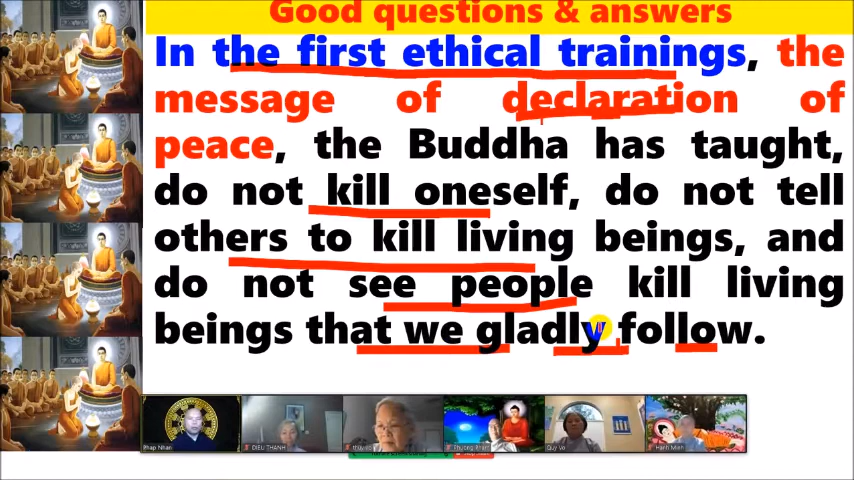 Good questions & answers
In the first ethical trainings, the
message of declaration of
peace, the Buddha has taught,
do not kill oneself, do not tell
others to kill living beings, and
do not see people kill living
beings that we gladly follow.
Phap Nhan
DIEU THANH
Phuong Pham
Quy Vo
Hanh Minh